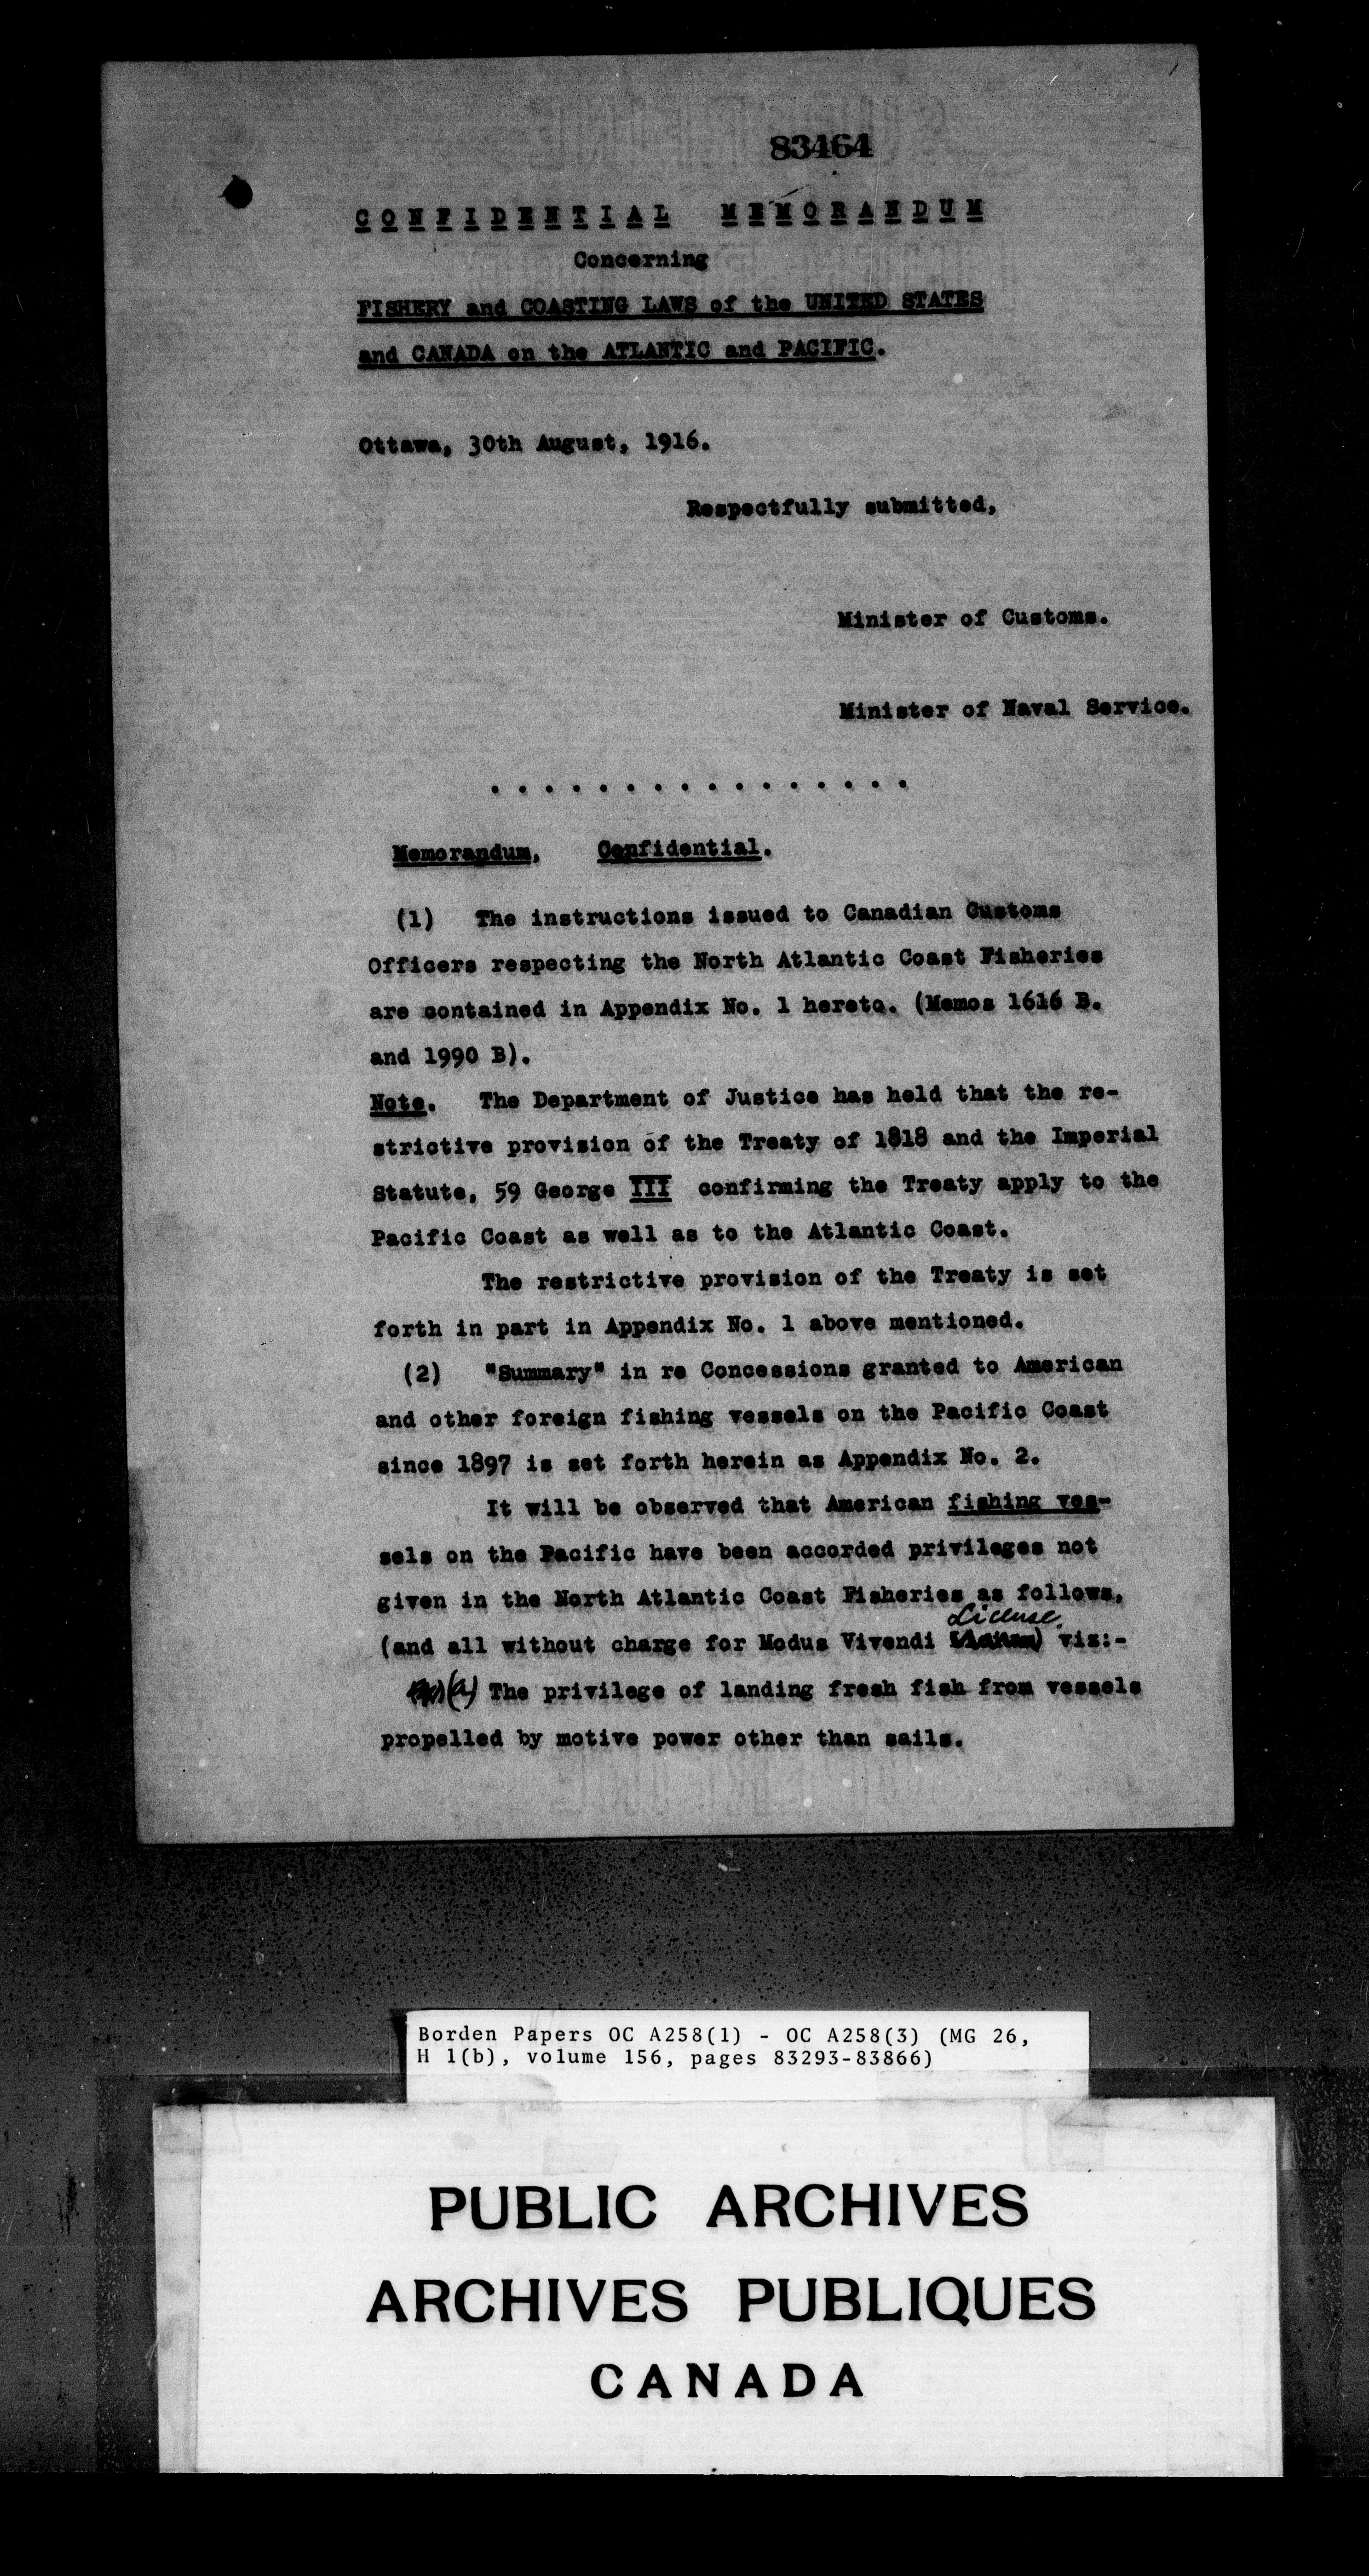 83464
CONFIDENTIAL MEMORANDUM
Concerning
FISHERY and COASTING LAWS of the UNITED STATES
and CANADA on the ATLANTIC and PACIFIC.
Ottawa, 30th August, 1916.
Respectfully submitted,
Minister of Customs.
Minister of Naval Service.
. . . . . . . . . . . . . . . .
Memorandum, Confidential.
(1) The instructions issued to Canadian Customs
Officers respecting the North Atlantic Coast Fisheries
are contained in Appendix No. 1 hereto. (Memos 1616 B.
and 1990 B).
Note. The Department of Justice has held that the re-
strictive provision of the Treaty of 1818 and the Imperial
Statute, 59 George III confirming the Treaty apply to the
Pacific Coast as well as to the Atlantic Coast.
The restrictive provision of the Treaty is set
forth in part in Appendix No. 1 above mentioned.
(2) "Summary" in re Concessions granted to American
and other foreign fishing vessels on the Pacific Coast
since 1897 is set forth herein as Appendix No. 2.
It will be observed that American fishing ves-
sels on the Pacific have been accorded privileges not
given in the North Atlantic Coast Fisheries as follows,
License
(and all without charge for Modus Vivendi ) viz:-
(a) The privilege of landing fresh fish from vessels
propelled by motive power other than sails.
Borden Papers OC A258(1) - OC A258(3) (MG 26,
H 1(b), volume 156, pages 83293-83866)
PUBLIC ARCHIVES
ARCHIVES PUBLIQUES
CANADA